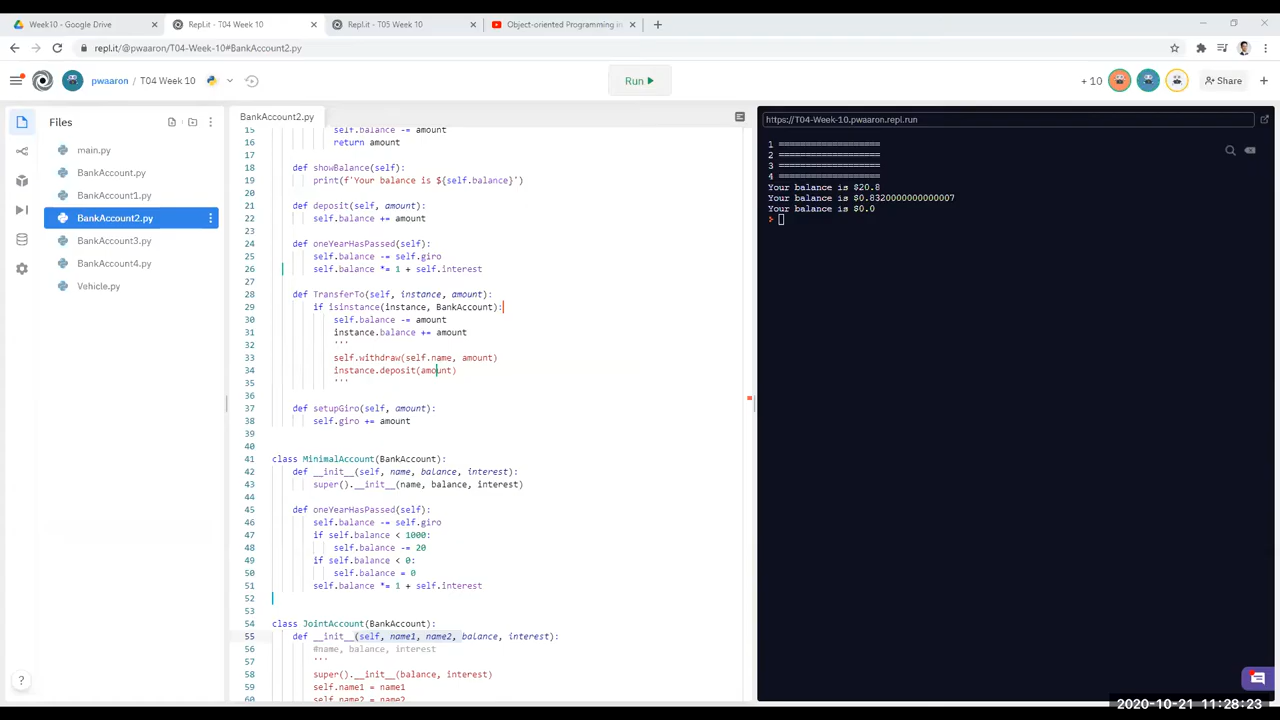 Week10 - Google Drive
Repl.it - T04 Week 10
Repl.it - T05 Week 10
Object-oriented Programming in
repl.it/@pwaaron/T04-Week-10#BankAccount2.py
pwaaron / T04 Week 10
Run
+ 10
Share
Files
main.py
BankAccount.py
BankAccount1.py
BankAccount2.py
BankAccount3.py
BankAccount4.py
Vehicle.py
BankAccount2.py
15 self.balance -= amount
16 return amount
17
18 def showBalance(self):
19 print(f'Your balance is ${self.balance}')
20
21 def deposit(self, amount):
22 self.balance += amount
23
24 def oneYearHasPassed(self):
25 self.balance -= self.giro
26 self.balance *= 1 + self.interest
27
28 def TransferTo(self, instance, amount):
29 if isinstance(instance, BankAccount):
30 self.balance -= amount
31 instance.balance += amount
32 '''
33 self.withdraw(self.name, amount)
34 instance.deposit(amount)
35 '''
36
37 def setupGiro(self, amount):
38 self.giro += amount
39
40
41 class MinimalAccount(BankAccount):
42 def __init__(self, name, balance, interest):
43 super().__init__(name, balance, interest)
44
45 def oneYearHasPassed(self):
46 self.balance -= self.giro
47 if self.balance < 1000:
48 self.balance -= 20
49 if self.balance < 0:
50 self.balance = 0
51 self.balance *= 1 + self.interest
52
53
54 class JointAccount(BankAccount):
55 def __init__(self, name1, name2, balance, interest):
56 #name, balance, interest
57 '''
58 super().__init__(balance, interest)
59 self.name1 = name1
60 self.name2 = name2
https://T04-Week-10.pwaaron.repl.run
1 ====================
2 ====================
3 ====================
4 ====================
Your balance is $20.8
Your balance is $0.8320000000000007
Your balance is $0.0
?
2020-10-21 11:28:23